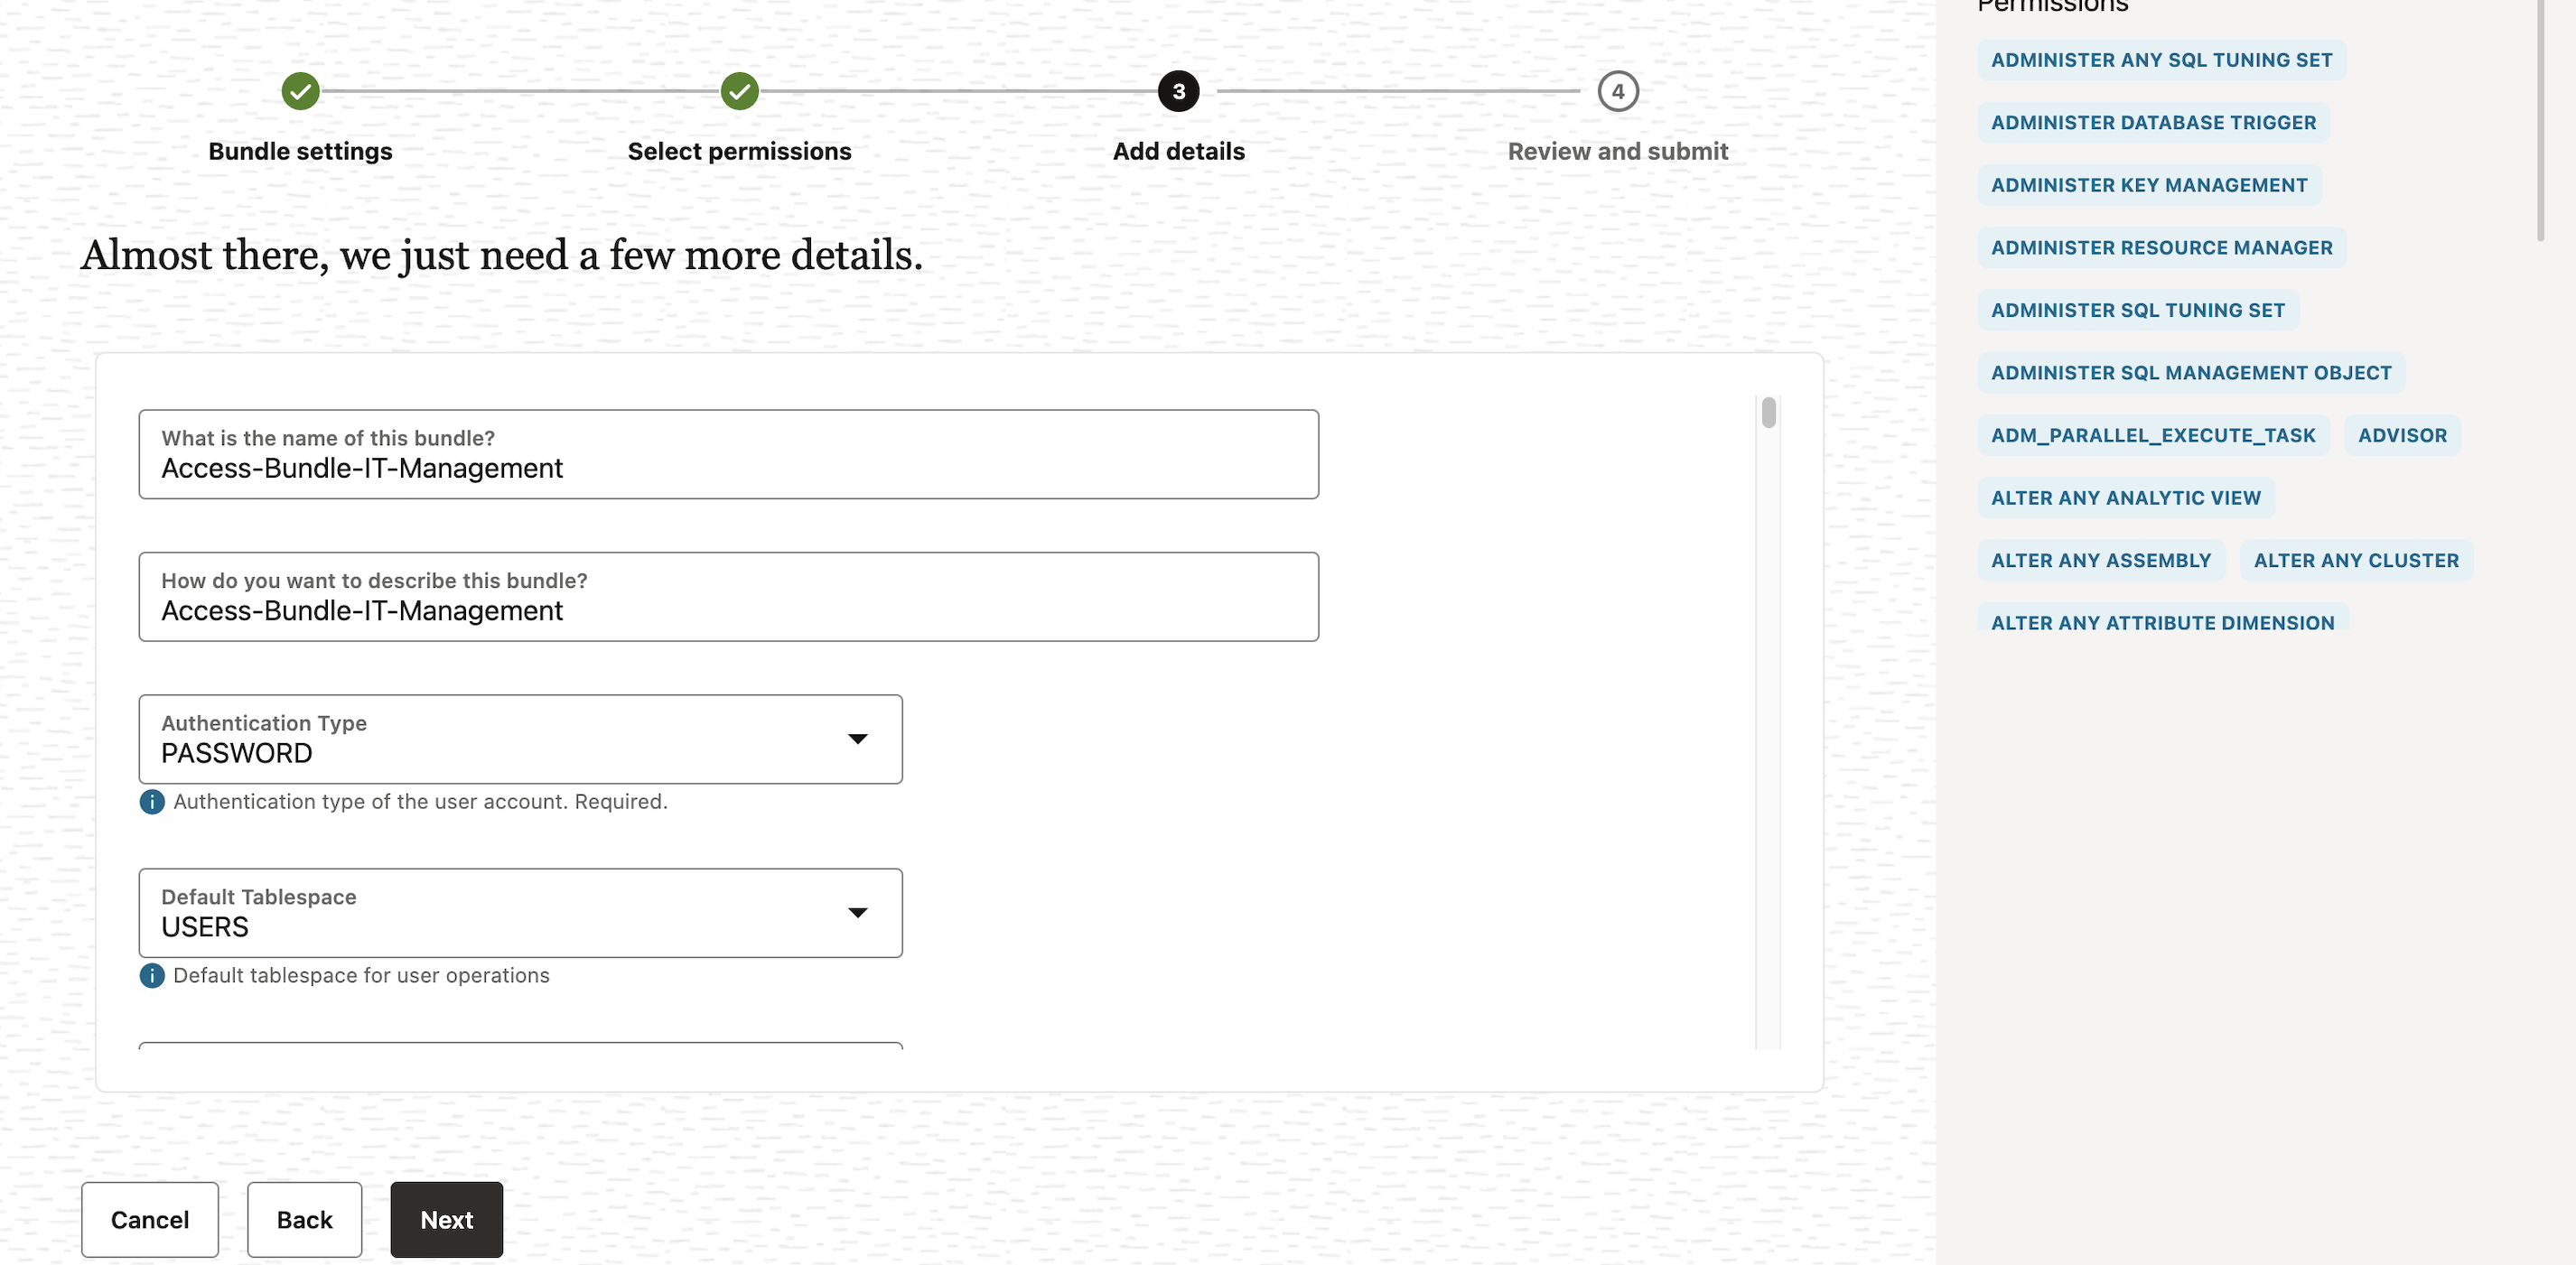 Bundle settings
Select permissions
3
Add details
4
Review and submit
Almost there, we just need a few more details.
What is the name of this bundle?
Access-Bundle-IT-Management
How do you want to describe this bundle?
Access-Bundle-IT-Management
Authentication Type
PASSWORD
Authentication type of the user account. Required.
Default Tablespace
USERS
Default tablespace for user operations
Cancel
Back
Next
Permissions
ADMINISTER ANY SQL TUNING SET
ADMINISTER DATABASE TRIGGER
ADMINISTER KEY MANAGEMENT
ADMINISTER RESOURCE MANAGER
ADMINISTER SQL TUNING SET
ADMINISTER SQL MANAGEMENT OBJECT
ADM_PARALLEL_EXECUTE_TASK ADVISOR
ALTER ANY ANALYTIC VIEW
ALTER ANY ASSEMBLY ALTER ANY CLUSTER
ALTER ANY ATTRIBUTE DIMENSION